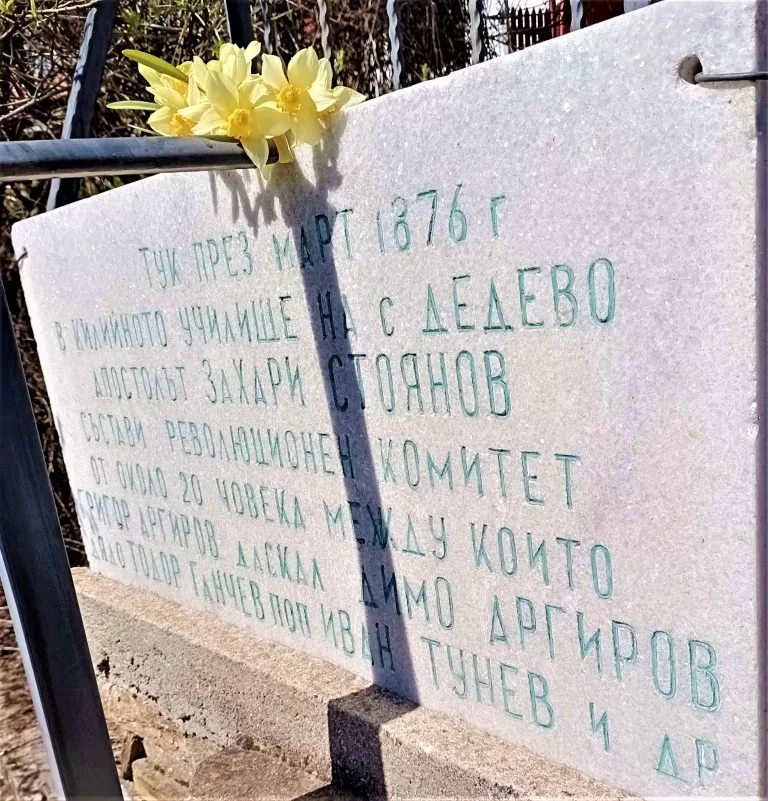 ТУК ПРЕЗ МАРТ 1876 Г
В КИЛИЙНОТО УЧИЛИЩЕ НА С ДЕДЕВО
АПОСТОЛЪТ ЗАХАРИ СТОЯНОВ
СЪСТАВИ РЕВОЛЮЦИОНЕН КОМИТЕТ
ОТ ОКОЛО 20 ЧОВЕКА МЕЖДУ КОИТО
ГРИГОР АРГИРОВ ДАСКАЛ ДИМО АРГИРОВ
ДЯДО ТОДОР ГАНЧЕВ ПОП ИВАН ТУНЕВ И ДР